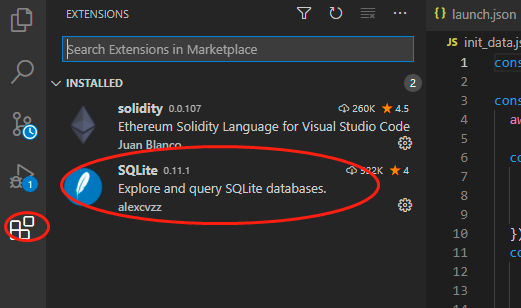 EXTENSIONS
Search Extensions in Marketplace
INSTALLED 2
solidity 0.0.107 260K 4.5
Ethereum Solidity Language for Visual Studio Code
Juan Blanco
SQLite 0.11.1 4
Explore and query SQLite databases.
alexcvzz
1
{} launch.json
JS init_data.js
1 cons
2
3 cons
4 aw
5
6 co
7
8
9
10 })
11 co
12
13
14